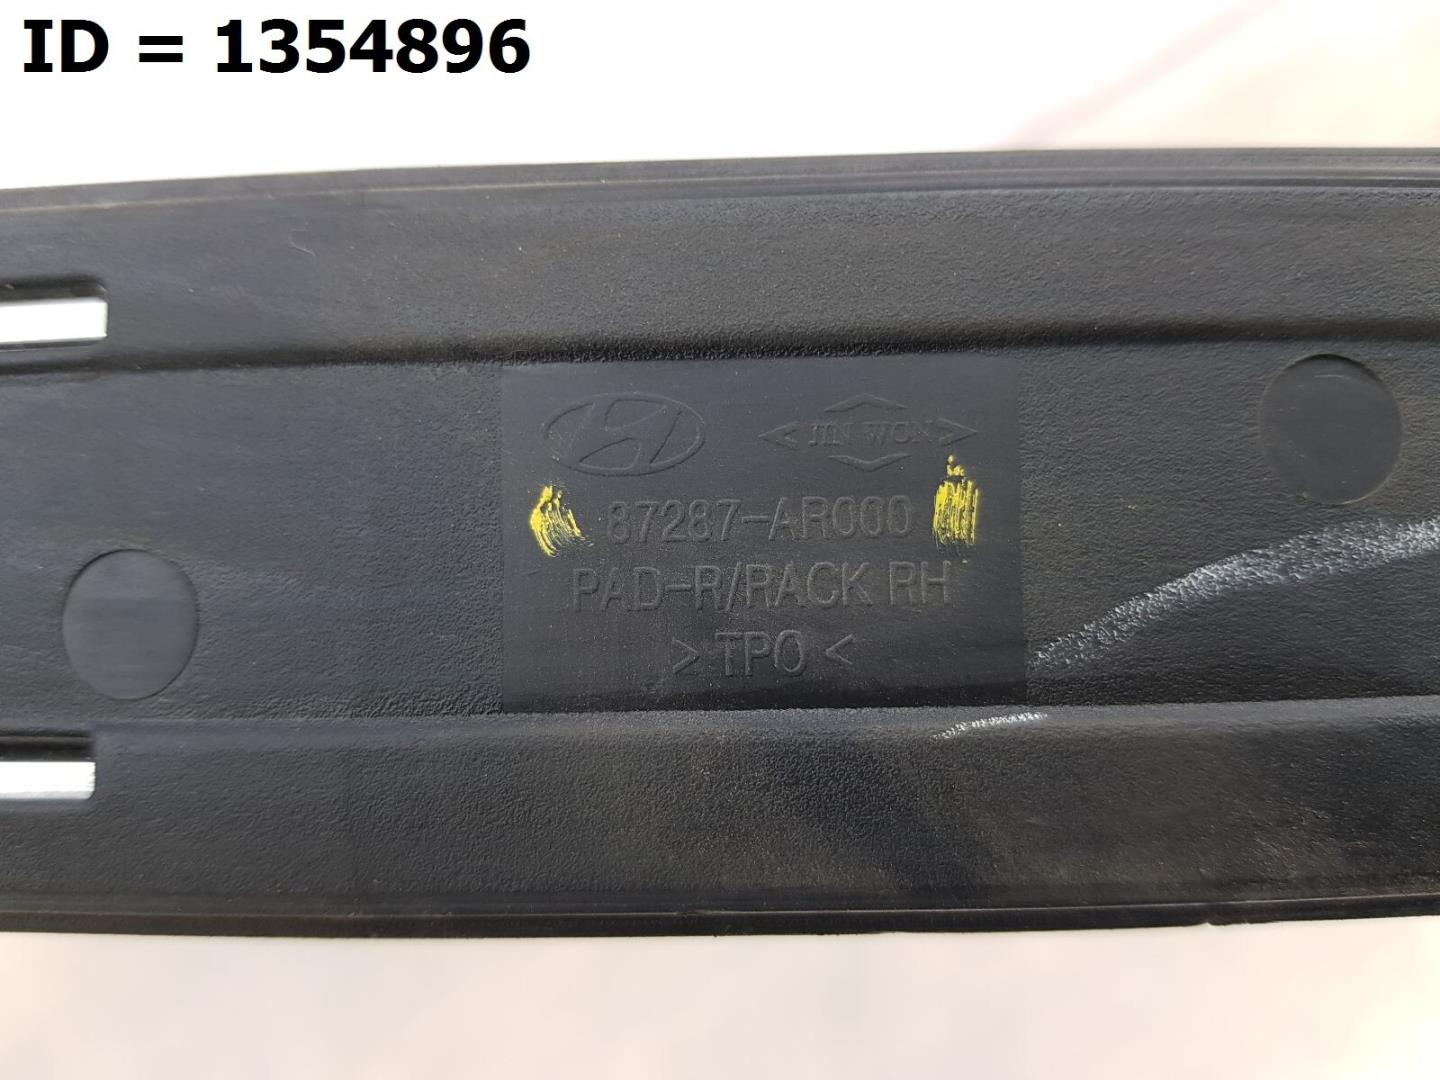 ID = 1354896
< JIN WON >
87287-AR000
PAD-R/RACK RH
> TPO <